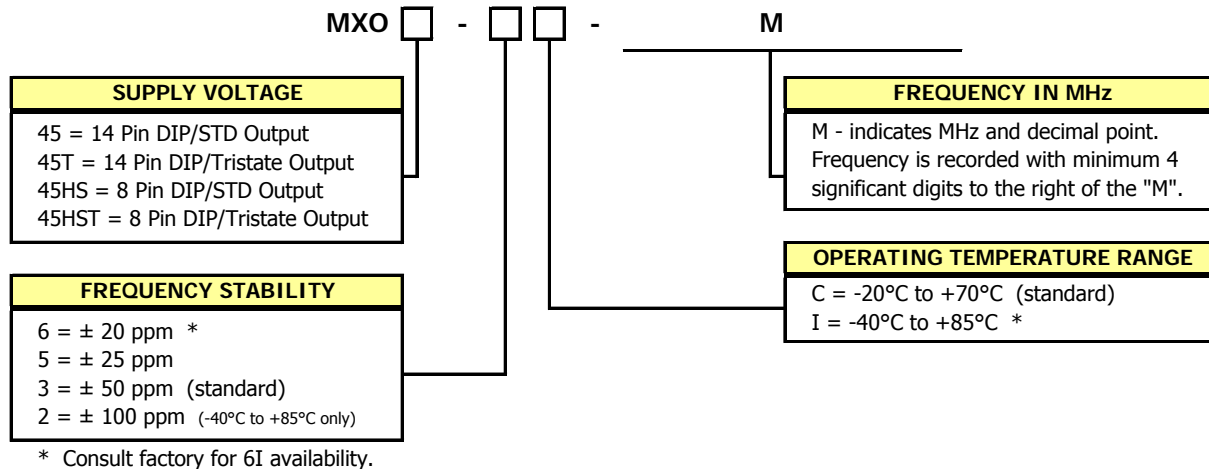 MXO - - M
SUPPLY VOLTAGE
45 = 14 Pin DIP/STD Output
45T = 14 Pin DIP/Tristate Output
45HS = 8 Pin DIP/STD Output
45HST = 8 Pin DIP/Tristate Output
FREQUENCY IN MHz
M - indicates MHz and decimal point.
Frequency is recorded with minimum 4
significant digits to the right of the "M".
FREQUENCY STABILITY
6 = ± 20 ppm *
5 = ± 25 ppm
3 = ± 50 ppm (standard)
2 = ± 100 ppm (-40°C to +85°C only)
OPERATING TEMPERATURE RANGE
C = -20°C to +70°C (standard)
I = -40°C to +85°C *
* Consult factory for 6I availability.